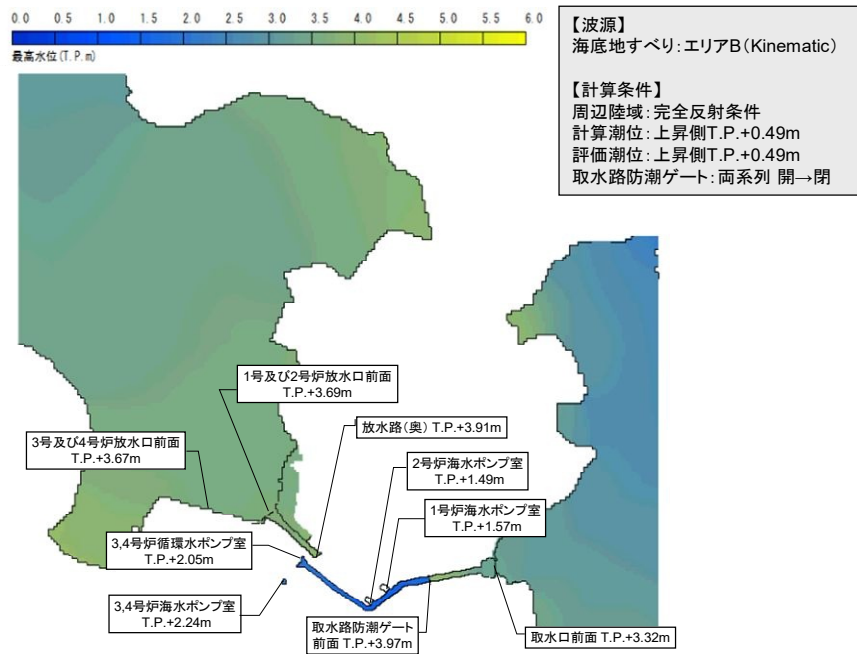 0.0 0.5 1.0 1.5 2.0 2.5 3.0 3.5 4.0 4.5 5.0 5.5 6.0
最高水位(T.P.m)
【波源】
海底地すべり:エリアB(Kinematic)
【計算条件】
周辺陸域:完全反射条件
計算潮位:上昇側T.P.+0.49m
評価潮位:上昇側T.P.+0.49m
取水路防潮ゲート:両系列 開→閉
1号及び2号炉放水口前面
T.P.+3.69m
放水路(奥) T.P.+3.91m
3号及び4号炉放水口前面
T.P.+3.67m
2号炉海水ポンプ室
T.P.+1.49m
1号炉海水ポンプ室
T.P.+1.57m
3,4号炉循環水ポンプ室
T.P.+2.05m
3,4号炉海水ポンプ室
T.P.+2.24m
取水路防潮ゲート
前面 T.P.+3.97m
取水口前面 T.P.+3.32m